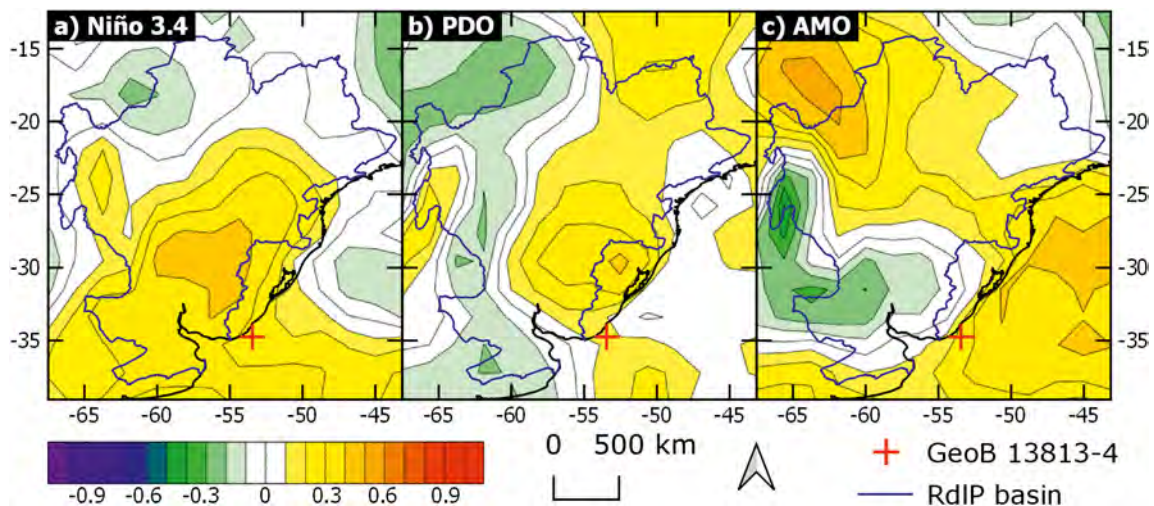 a) Niño 3.4 b) PDO c) AMO
-15 -15
-20 -20
-25 -25
-30 -30
-35 -35
-65 -60 -55 -50 -45 -65 -60 -55 -50 -45 -65 -60 -55 -50 -45
-0.9 -0.6 -0.3 0 0.3 0.6 0.9
0 500 km
GeoB 13813-4
RdlP basin